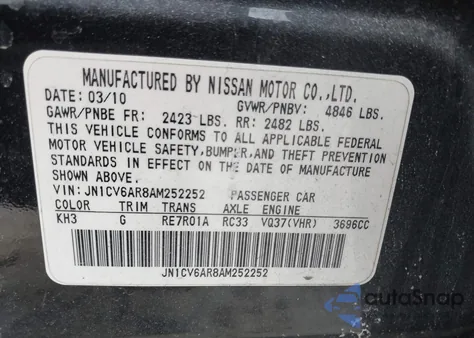 MANUFACTURED BY NISSAN MOTOR CO.,LTD.
DATE: 03/10 GVWR/PNBV: 4846 LBS.
GAWR/PNBE FR: 2423 LBS. RR: 2482 LBS.
THIS VEHICLE CONFORMS TO ALL APPLICABLE FEDERAL
MOTOR VEHICLE SAFETY, BUMPER, AND THEFT PREVENTION
STANDARDS IN EFFECT ON THE DATE OF MANUFACTURE
SHOWN ABOVE.
VIN: JN1CV6AR8AM252252 PASSENGER CAR
COLOR TRIM TRANS AXLE ENGINE
KH3 G RE7R01A RC33 VQ37(VHR) 3696CC
JN1CV6AR8AM252252
autoSnap